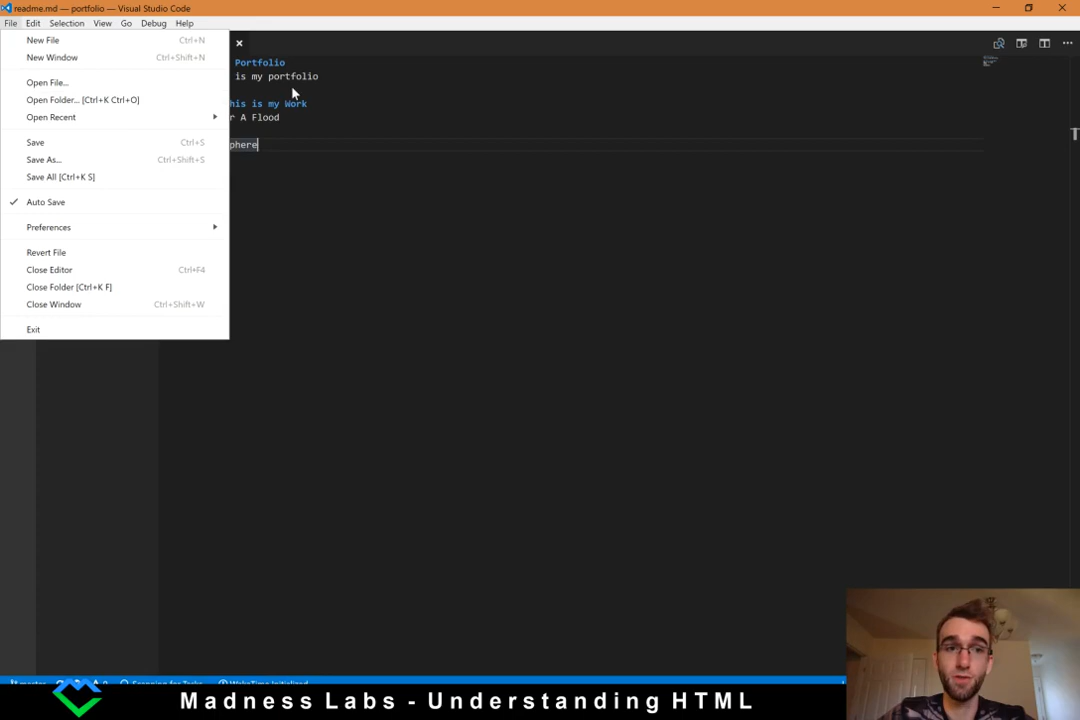 readme.md — portfolio — Visual Studio Code
File Edit Selection View Go Debug Help
New File Ctrl+N
New Window Ctrl+Shift+N
Open File...
Open Folder... [Ctrl+K Ctrl+O]
Open Recent
Save Ctrl+S
Save As... Ctrl+Shift+S
Save All [Ctrl+K S]
Auto Save
Preferences
Revert File
Close Editor Ctrl+F4
Close Folder [Ctrl+K F]
Close Window Ctrl+Shift+W
Exit
Portfolio
is my portfolio
his is my Work
r A Flood
phere
Madness Labs - Understanding HTML